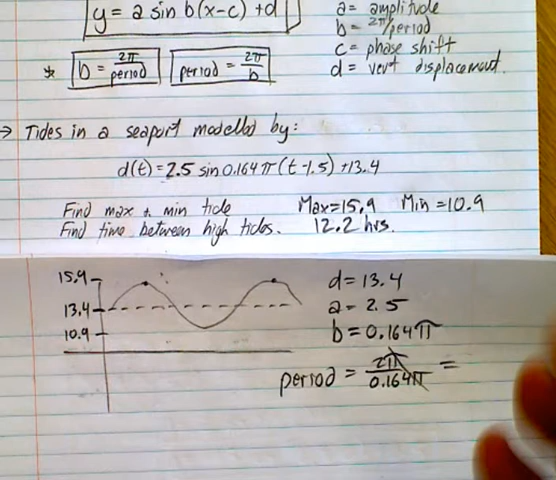 y = a sin b(x-c) + d
a = amplitude
b = 2π/period
c = phase shift
d = vert displacement.
* b = 2π/period period = 2π/b
→ Tides in a seaport modelled by:
d(t) = 2.5 sin 0.164π(t-1.5) + 13.4
Find max + min tide Max=15.9 Min=10.9
Find time between high tides. 12.2 hrs.
15.9
13.4
10.9
d = 13.4
a = 2.5
b = 0.164π
period = 2π/0.164π =